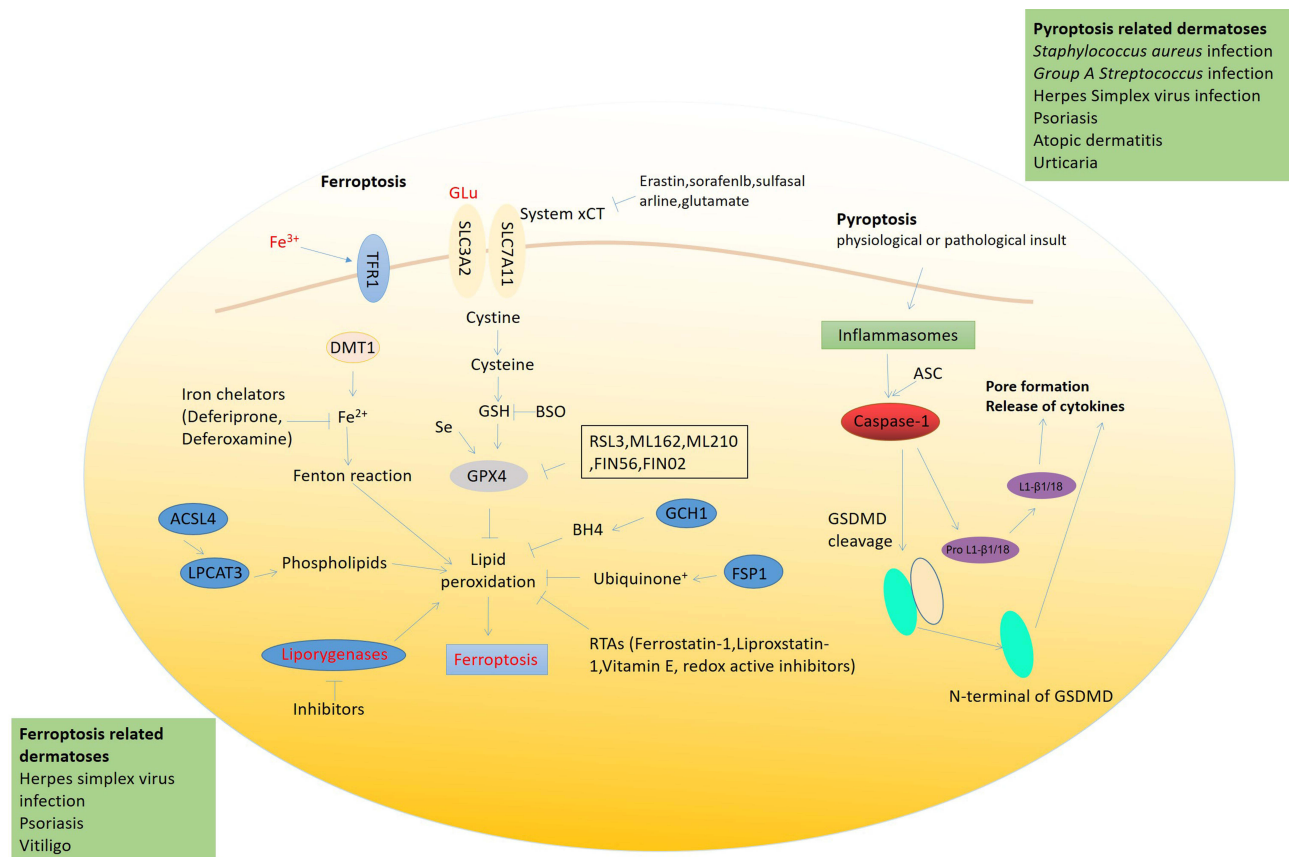 Pyroptosis related dermatoses
Staphylococcus aureus infection
Group A Streptococcus infection
Herpes Simplex virus infection
Psoriasis
Atopic dermatitis
Urticaria
Ferroptosis
GLu
SLC3A2
SLC7A11
System xCT
Erastin,sorafenlb,sulfasal
arline,glutamate
Fe³⁺
TFR1
Pyroptosis
physiological or pathological insult
Cystine
Cysteine
GSH
BSO
Se
GPX4
RSL3,ML162,ML210
,FIN56,FIN02
DMT1
Iron chelators
(Deferiprone,
Deferoxamine)
Fe²⁺
Fenton reaction
ACSL4
LPCAT3
Phospholipids
Lipid
peroxidation
BH4
GCH1
Ubiquinone⁺
FSP1
Liporygenases
Inhibitors
Ferroptosis
RTAs (Ferrostatin-1,Liproxstatin-
1,Vitamin E, redox active inhibitors)
Inflammasomes
ASC
Caspase-1
Pore formation
Release of cytokines
L1-β1/18
Pro L1-β1/18
GSDMD
cleavage
N-terminal of GSDMD
Ferroptosis related
dermatoses
Herpes simplex virus
infection
Psoriasis
Vitiligo